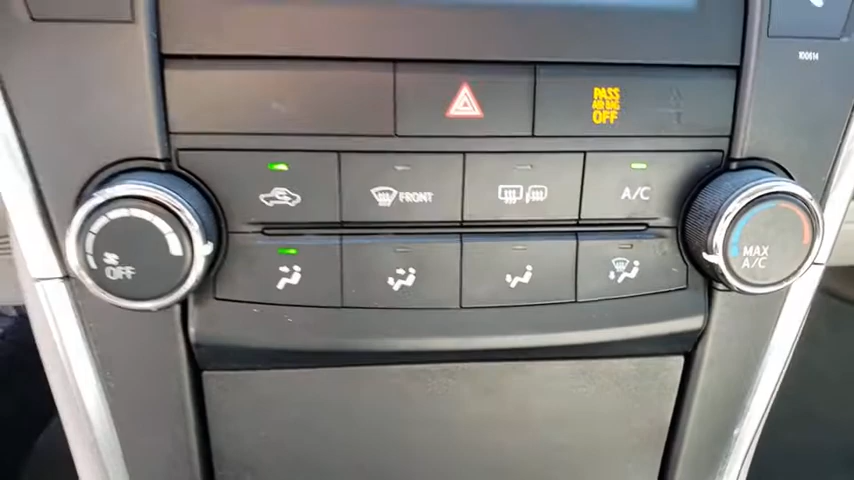 100614
PASS
AIR BAG
OFF
FRONT
A/C
OFF
MAX
A/C